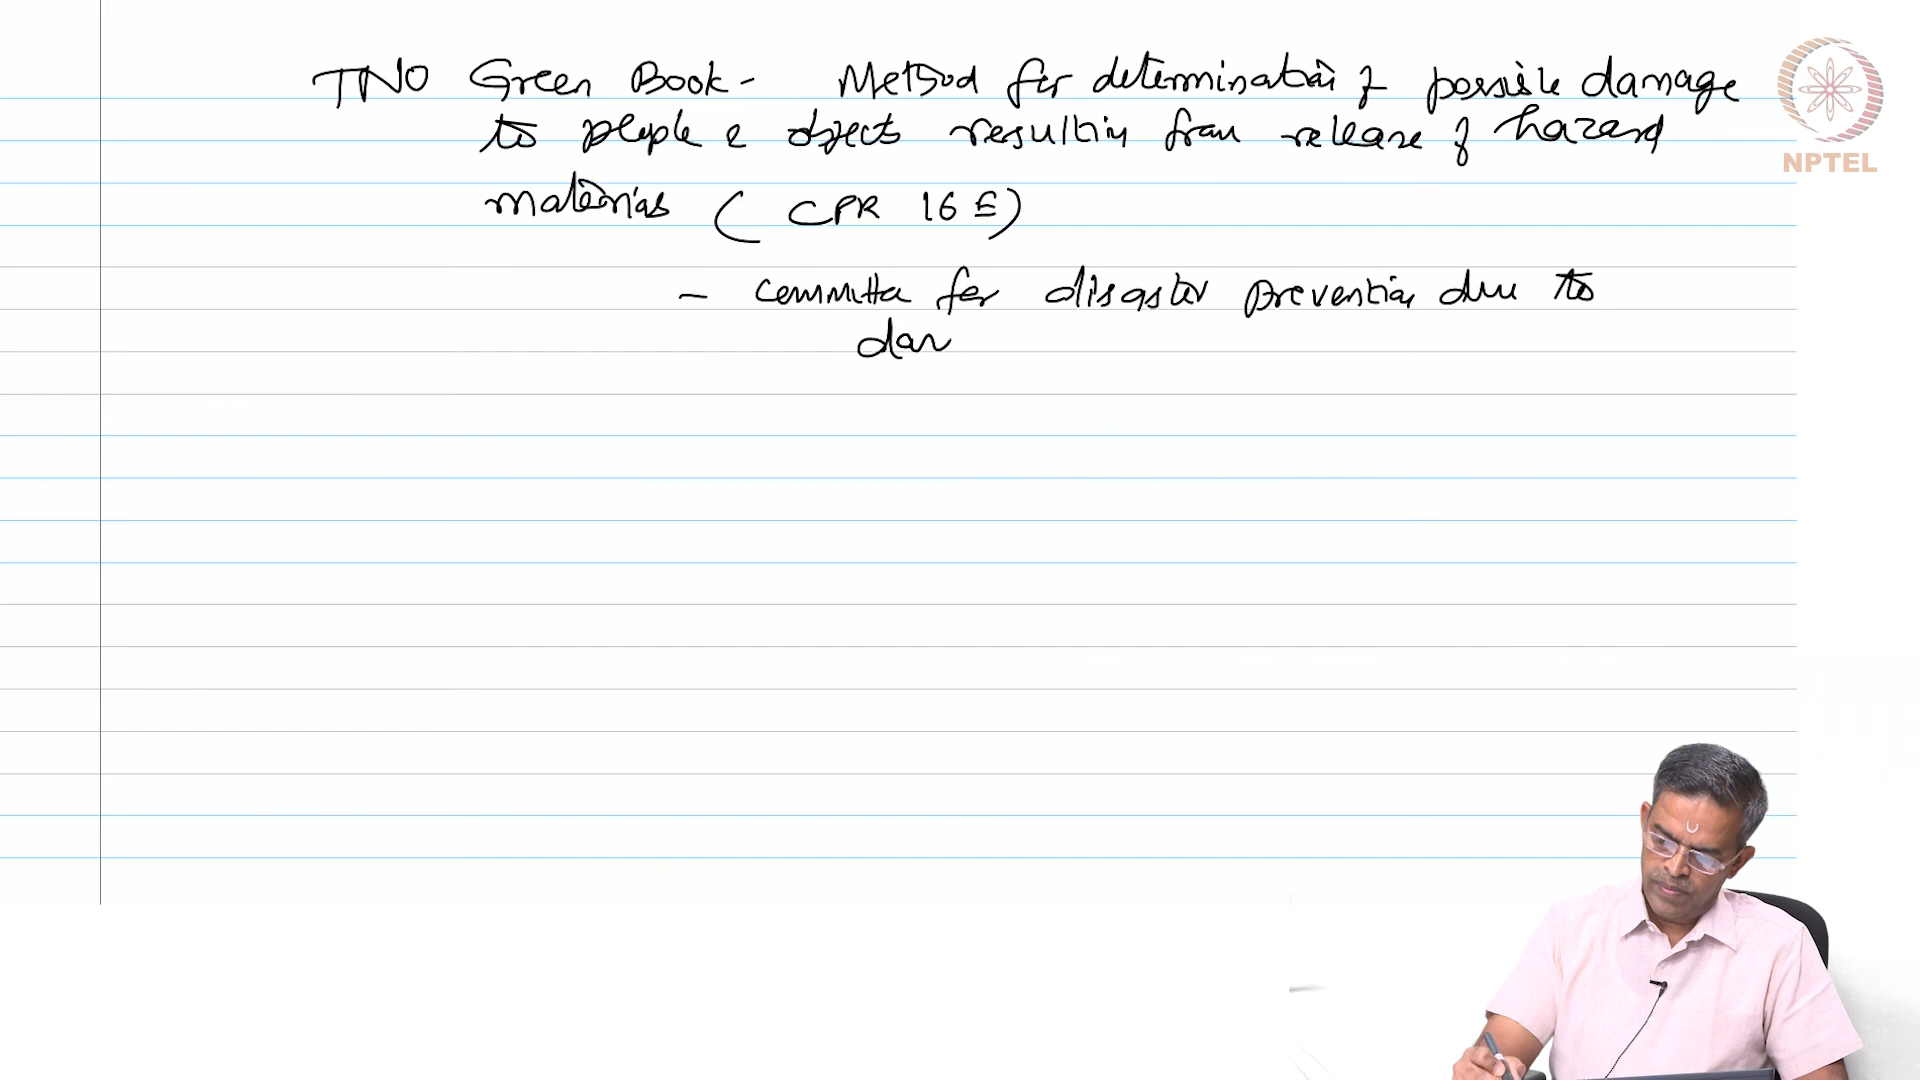 TNO Green Book - Method for determination of possible damage
to people & objects resulting from release of hazard
materials ( CPR 16 E)
- committee for disaster prevention due to
dan
NPTEL